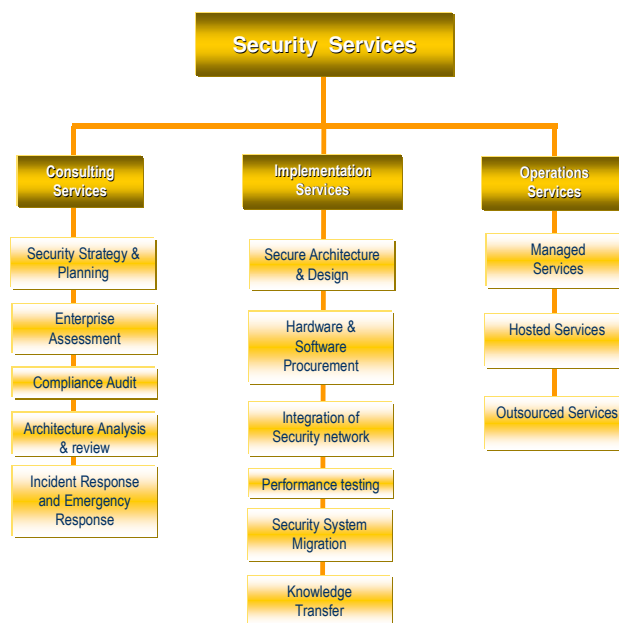 Security Services
Consulting
Services
Implementation
Services
Operations
Services
Security Strategy &
Planning
Enterprise
Assessment
Compliance Audit
Architecture Analysis
& review
Incident Response
and Emergency
Response
Secure Architecture
& Design
Hardware &
Software
Procurement
Integration of
Security network
Performance testing
Security System
Migration
Knowledge
Transfer
Managed
Services
Hosted Services
Outsourced Services